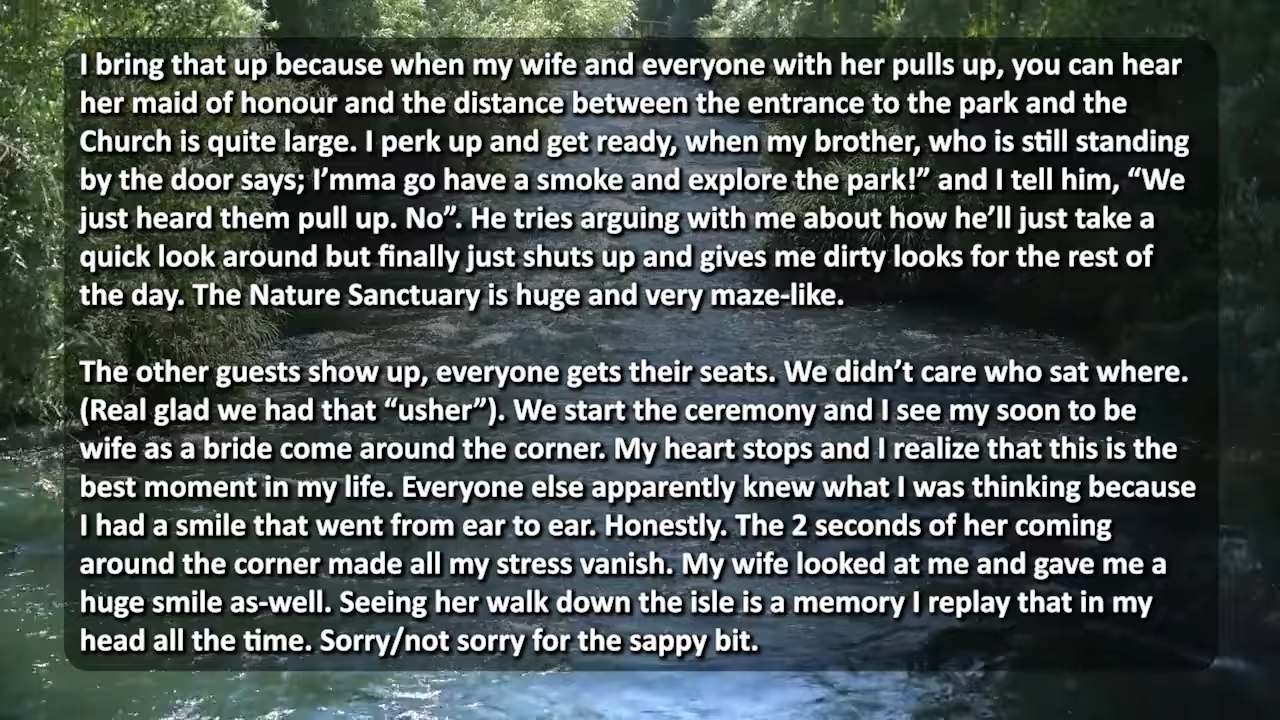 I bring that up because when my wife and everyone with her pulls up, you can hear
her maid of honour and the distance between the entrance to the park and the
Church is quite large. I perk up and get ready, when my brother, who is still standing
by the door says; I’mma go have a smoke and explore the park!” and I tell him, “We
just heard them pull up. No”. He tries arguing with me about how he’ll just take a
quick look around but finally just shuts up and gives me dirty looks for the rest of
the day. The Nature Sanctuary is huge and very maze-like.

The other guests show up, everyone gets their seats. We didn’t care who sat where.
(Real glad we had that “usher”). We start the ceremony and I see my soon to be
wife as a bride come around the corner. My heart stops and I realize that this is the
best moment in my life. Everyone else apparently knew what I was thinking because
I had a smile that went from ear to ear. Honestly. The 2 seconds of her coming
around the corner made all my stress vanish. My wife looked at me and gave me a
huge smile as-well. Seeing her walk down the isle is a memory I replay that in my
head all the time. Sorry/not sorry for the sappy bit.